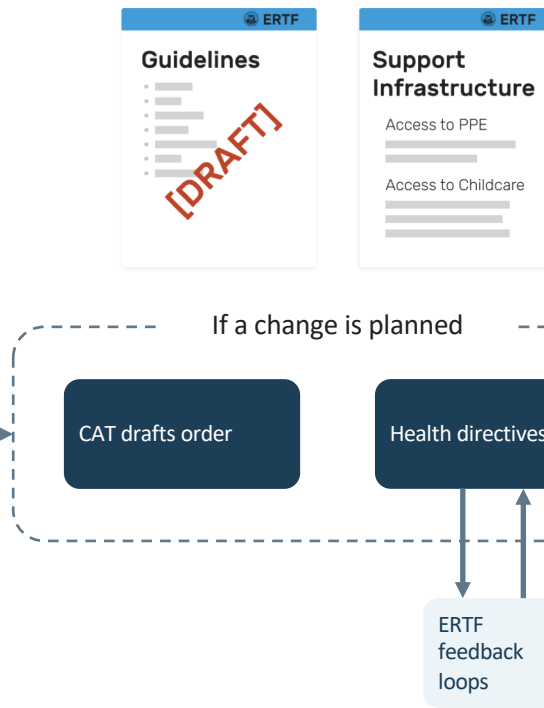 ERTF
Guidelines
[DRAFT]
ERTF
Support
Infrastructure
Access to PPE
Access to Childcare
If a change is planned
CAT drafts order
Health directives
ERTF
feedback
loops